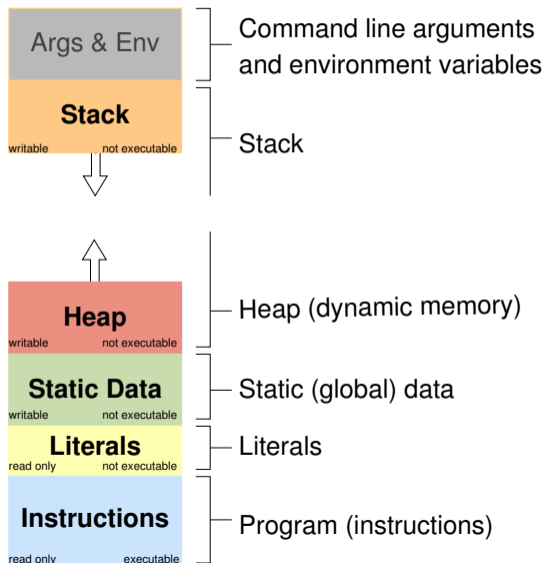 Args & Env
Command line arguments
and environment variables
Stack
writable not executable
Stack
Heap
writable not executable
Heap (dynamic memory)
Static Data
writable not executable
Static (global) data
Literals
read only not executable
Literals
Instructions
read only executable
Program (instructions)